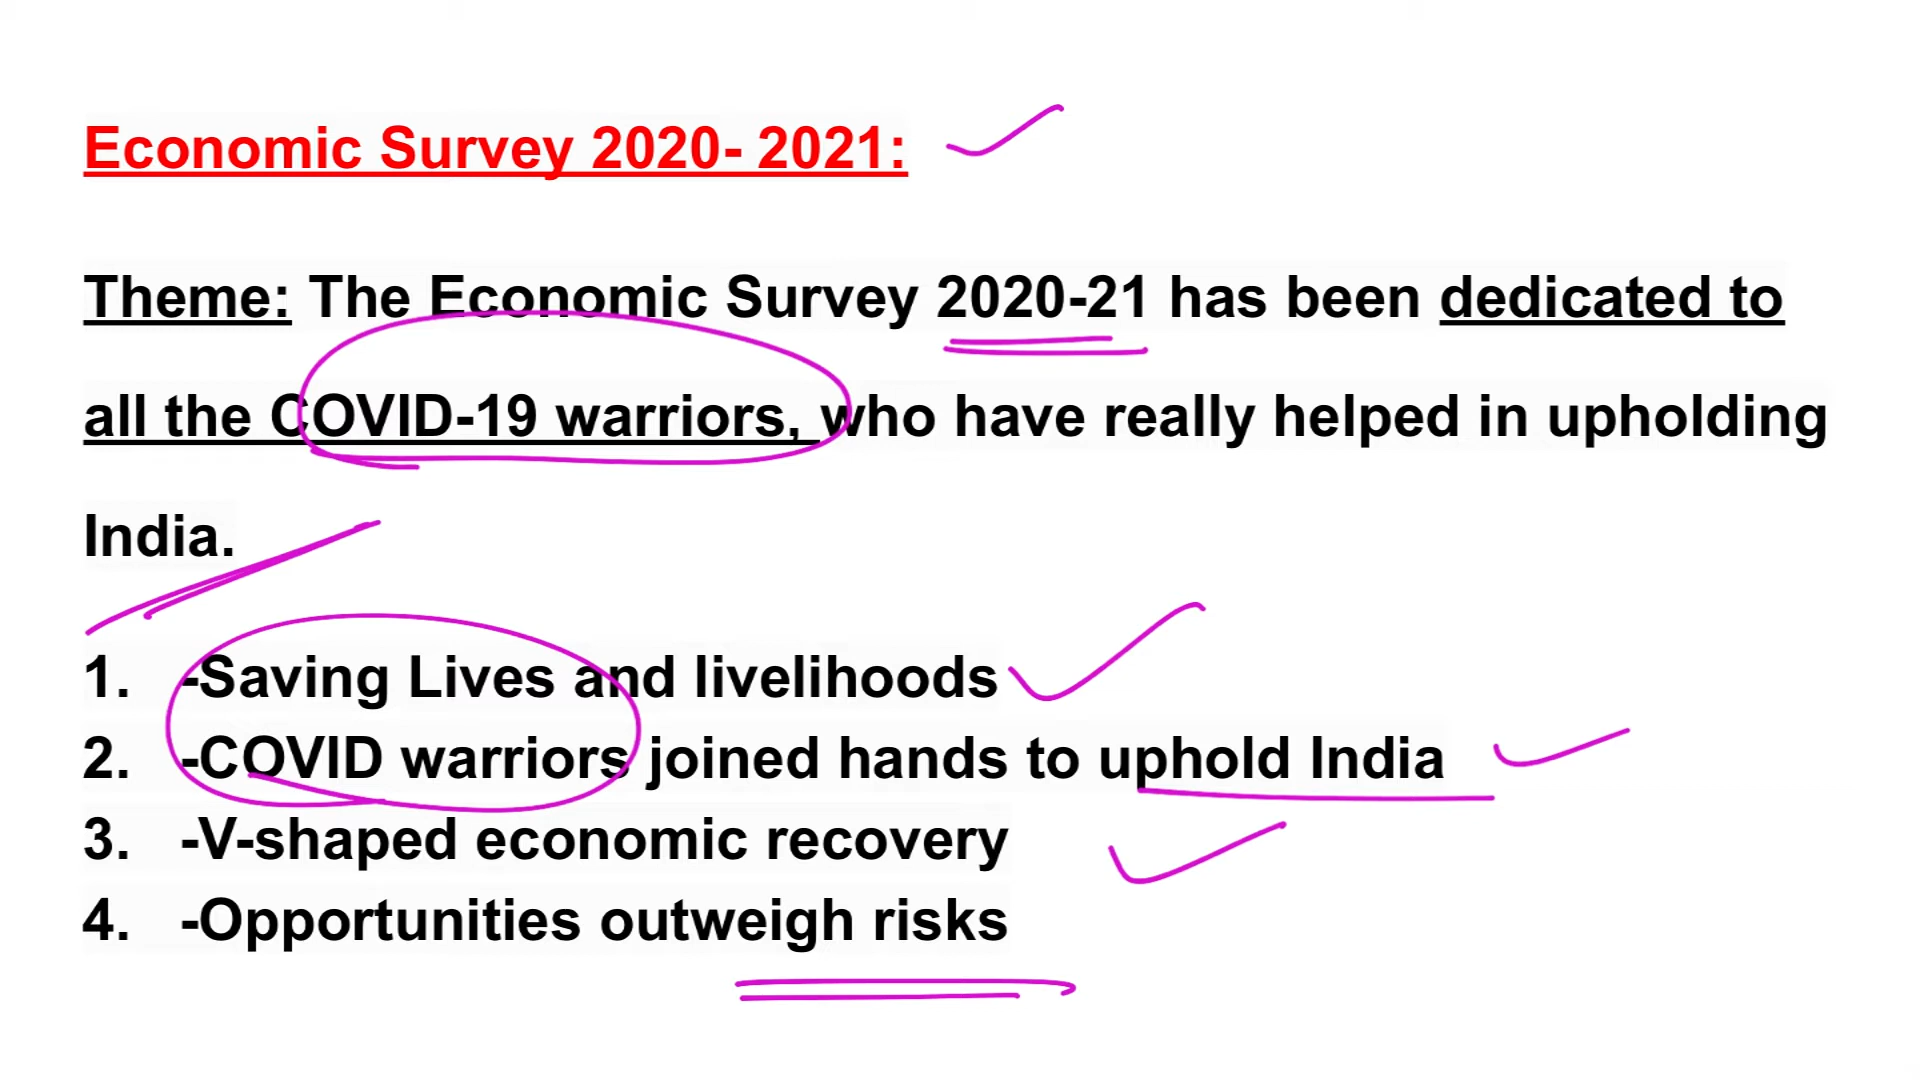 Economic Survey 2020- 2021:
Theme: The Economic Survey 2020-21 has been dedicated to
all the COVID-19 warriors, who have really helped in upholding
India.
1. -Saving Lives and livelihoods
2. -COVID warriors joined hands to uphold India
3. -V-shaped economic recovery
4. -Opportunities outweigh risks